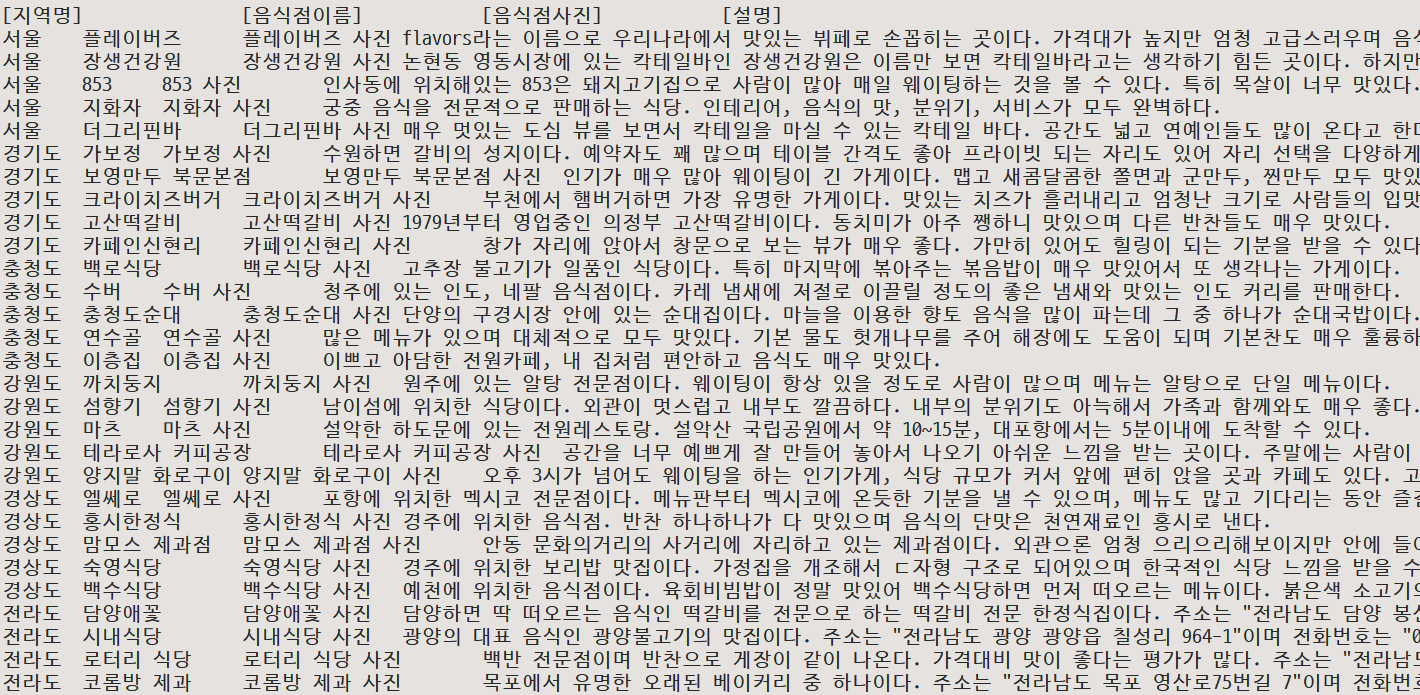 [지역명] [음식점이름] [음식점사진] [설명]
서울 플레이버즈 플레이버즈 사진 flavors라는 이름으로 우리나라에서 맛있는 뷔페로 손꼽히는 곳이다. 가격대가 높지만 엄청 고급스러우며
서울 장생건강원 장생건강원 사진 논현동 영동시장에 있는 칵테일바인 장생건강원은 이름만 보면 칵테일바라고는 생각하기 힘든 곳이다. 하지만
서울 853 853 사진 인사동에 위치해있는 853은 돼지고기집으로 사람이 많아 매일 웨이팅하는 것을 볼 수 있다. 특히 목살이 너무 맛있다.
서울 지화자 지화자 사진 궁중 음식을 전문적으로 판매하는 식당. 인테리어, 음식의 맛, 분위기, 서비스가 모두 완벽하다.
서울 더그리핀바 더그리핀바 사진 매우 멋있는 도심 뷰를 보면서 칵테일을 마실 수 있는 칵테일 바다. 공간도 넓고 연예인들도 많이 온다고
경기도 가보정 가보정 사진 수원하면 갈비의 성지이다. 예약자도 꽤 많으며 테이블 간격도 좋아 프라이빗 되는 자리도 있어 자리 선택을 다양하게
경기도 보영만두 북문본점 보영만두 북문본점 사진 인기가 매우 많아 웨이팅이 긴 가게이다. 맵고 새콤달콤한 쫄면과 군만두, 찐만두 모두
경기도 크라이치즈버거 크라이치즈버거 사진 부천에서 햄버거하면 가장 유명한 가게이다. 맛있는 치즈가 흘러내리고 엄청난 크기로 사람들의 입맛
경기도 고산떡갈비 고산떡갈비 사진 1979년부터 영업중인 의정부 고산떡갈비이다. 동치미가 아주 쨍하니 맛있으며 다른 반찬들도 매우 맛있다.
경기도 카페인신현리 카페인신현리 사진 창가 자리에 앉아서 창문으로 보는 뷰가 매우 좋다. 가만히 있어도 힐링이 되는 기분을 받을 수 있다
충청도 백로식당 백로식당 사진 고추장 불고기가 일품인 식당이다. 특히 마지막에 볶아주는 볶음밥이 매우 맛있어서 또 생각나는 가게이다.
충청도 수버 수버 사진 청주에 있는 인도, 네팔 음식점이다. 카레 냄새에 저절로 이끌릴 정도의 좋은 냄새와 맛있는 인도 커리를 판매한다.
충청도 충청도순대 충청도순대 사진 단양의 구경시장 안에 있는 순대집이다. 마늘을 이용한 향토 음식을 많이 파는데 그 중 하나가 순대국밥이다.
충청도 연수골 연수골 사진 많은 메뉴가 있으며 대체적으로 모두 맛있다. 기본 물도 헛개나무를 주어 해장에도 도움이 되며 기본찬도 매우 훌륭하
충청도 이층집 이층집 사진 이쁘고 아담한 전원카페, 내 집처럼 편안하고 음식도 매우 맛있다.
강원도 까치둥지 까치둥지 사진 원주에 있는 알탕 전문점이다. 웨이팅이 항상 있을 정도로 사람이 많으며 메뉴는 알탕으로 단일 메뉴이다.
강원도 섬향기 섬향기 사진 남이섬에 위치한 식당이다. 외관이 멋스럽고 내부도 깔끔하다. 내부의 분위기도 아늑해서 가족과 함께와도 매우 좋다.
강원도 마츠 마츠 사진 설악한 하도문에 있는 전원레스토랑. 설악산 국립공원에서 약 10~15분, 대포항에서는 5분이내에 도착할 수 있다.
강원도 테라로사 커피공장 테라로사 커피공장 사진 공간을 너무 예쁘게 잘 만들어 놓아서 나오기 아쉬운 느낌을 받는 곳이다. 주말에는 사람이
강원도 양지말 화로구이 양지말 화로구이 사진 오후 3시가 넘어도 웨이팅을 하는 인기가게, 식당 규모가 커서 앞에 편히 앉을 곳과 카페도 있다. 고
경상도 엘쎄로 엘쎄로 사진 포항에 위치한 멕시코 전문점이다. 메뉴판부터 멕시코에 온듯한 기분을 낼 수 있으며, 메뉴도 많고 기다리는 동안
경상도 홍시한정식 홍시한정식 사진 경주에 위치한 음식점. 반찬 하나하나가 다 맛있으며 음식의 단맛은 천연재료인 홍시로 낸다.
경상도 맘모스 제과점 맘모스 제과점 사진 안동 문화의거리의 사거리에 자리하고 있는 제과점이다. 외관으론 엄청 으리으리해보이지만 안에
경상도 숙영식당 숙영식당 사진 경주에 위치한 보리밥 맛집이다. 가정집을 개조해서 ㄷ자형 구조로 되어있으며 한국적인 식당 느낌을 받을 수
경상도 백수식당 백수식당 사진 예천에 위치한 음식점이다. 육회비빔밥이 정말 맛있어 백수식당하면 먼저 떠오르는 메뉴이다. 붉은색 소고기의
전라도 담양애꽃 담양애꽃 사진 담양하면 딱 떠오르는 음식인 떡갈비를 전문으로 하는 떡갈비 전문 한정식집이다. 주소는 "전라남도 담양
전라도 시내식당 시내식당 사진 광양의 대표 음식인 광양불고기의 맛집이다. 주소는 "전라남도 광양 광양읍 칠성리 964-1"이며 전화번호는 "0
전라도 로터리 식당 로터리 식당 사진 백반 전문점이며 반찬으로 게장이 같이 나온다. 가격대비 맛이 좋다는 평가가 많다. 주소는 "전라남도
전라도 코롬방 제과 코롬방 제과 사진 목포에서 유명한 오래된 베이커리 중 하나이다. 주소는 "전라남도 목포 영산로75번길 7"이며 전화번호